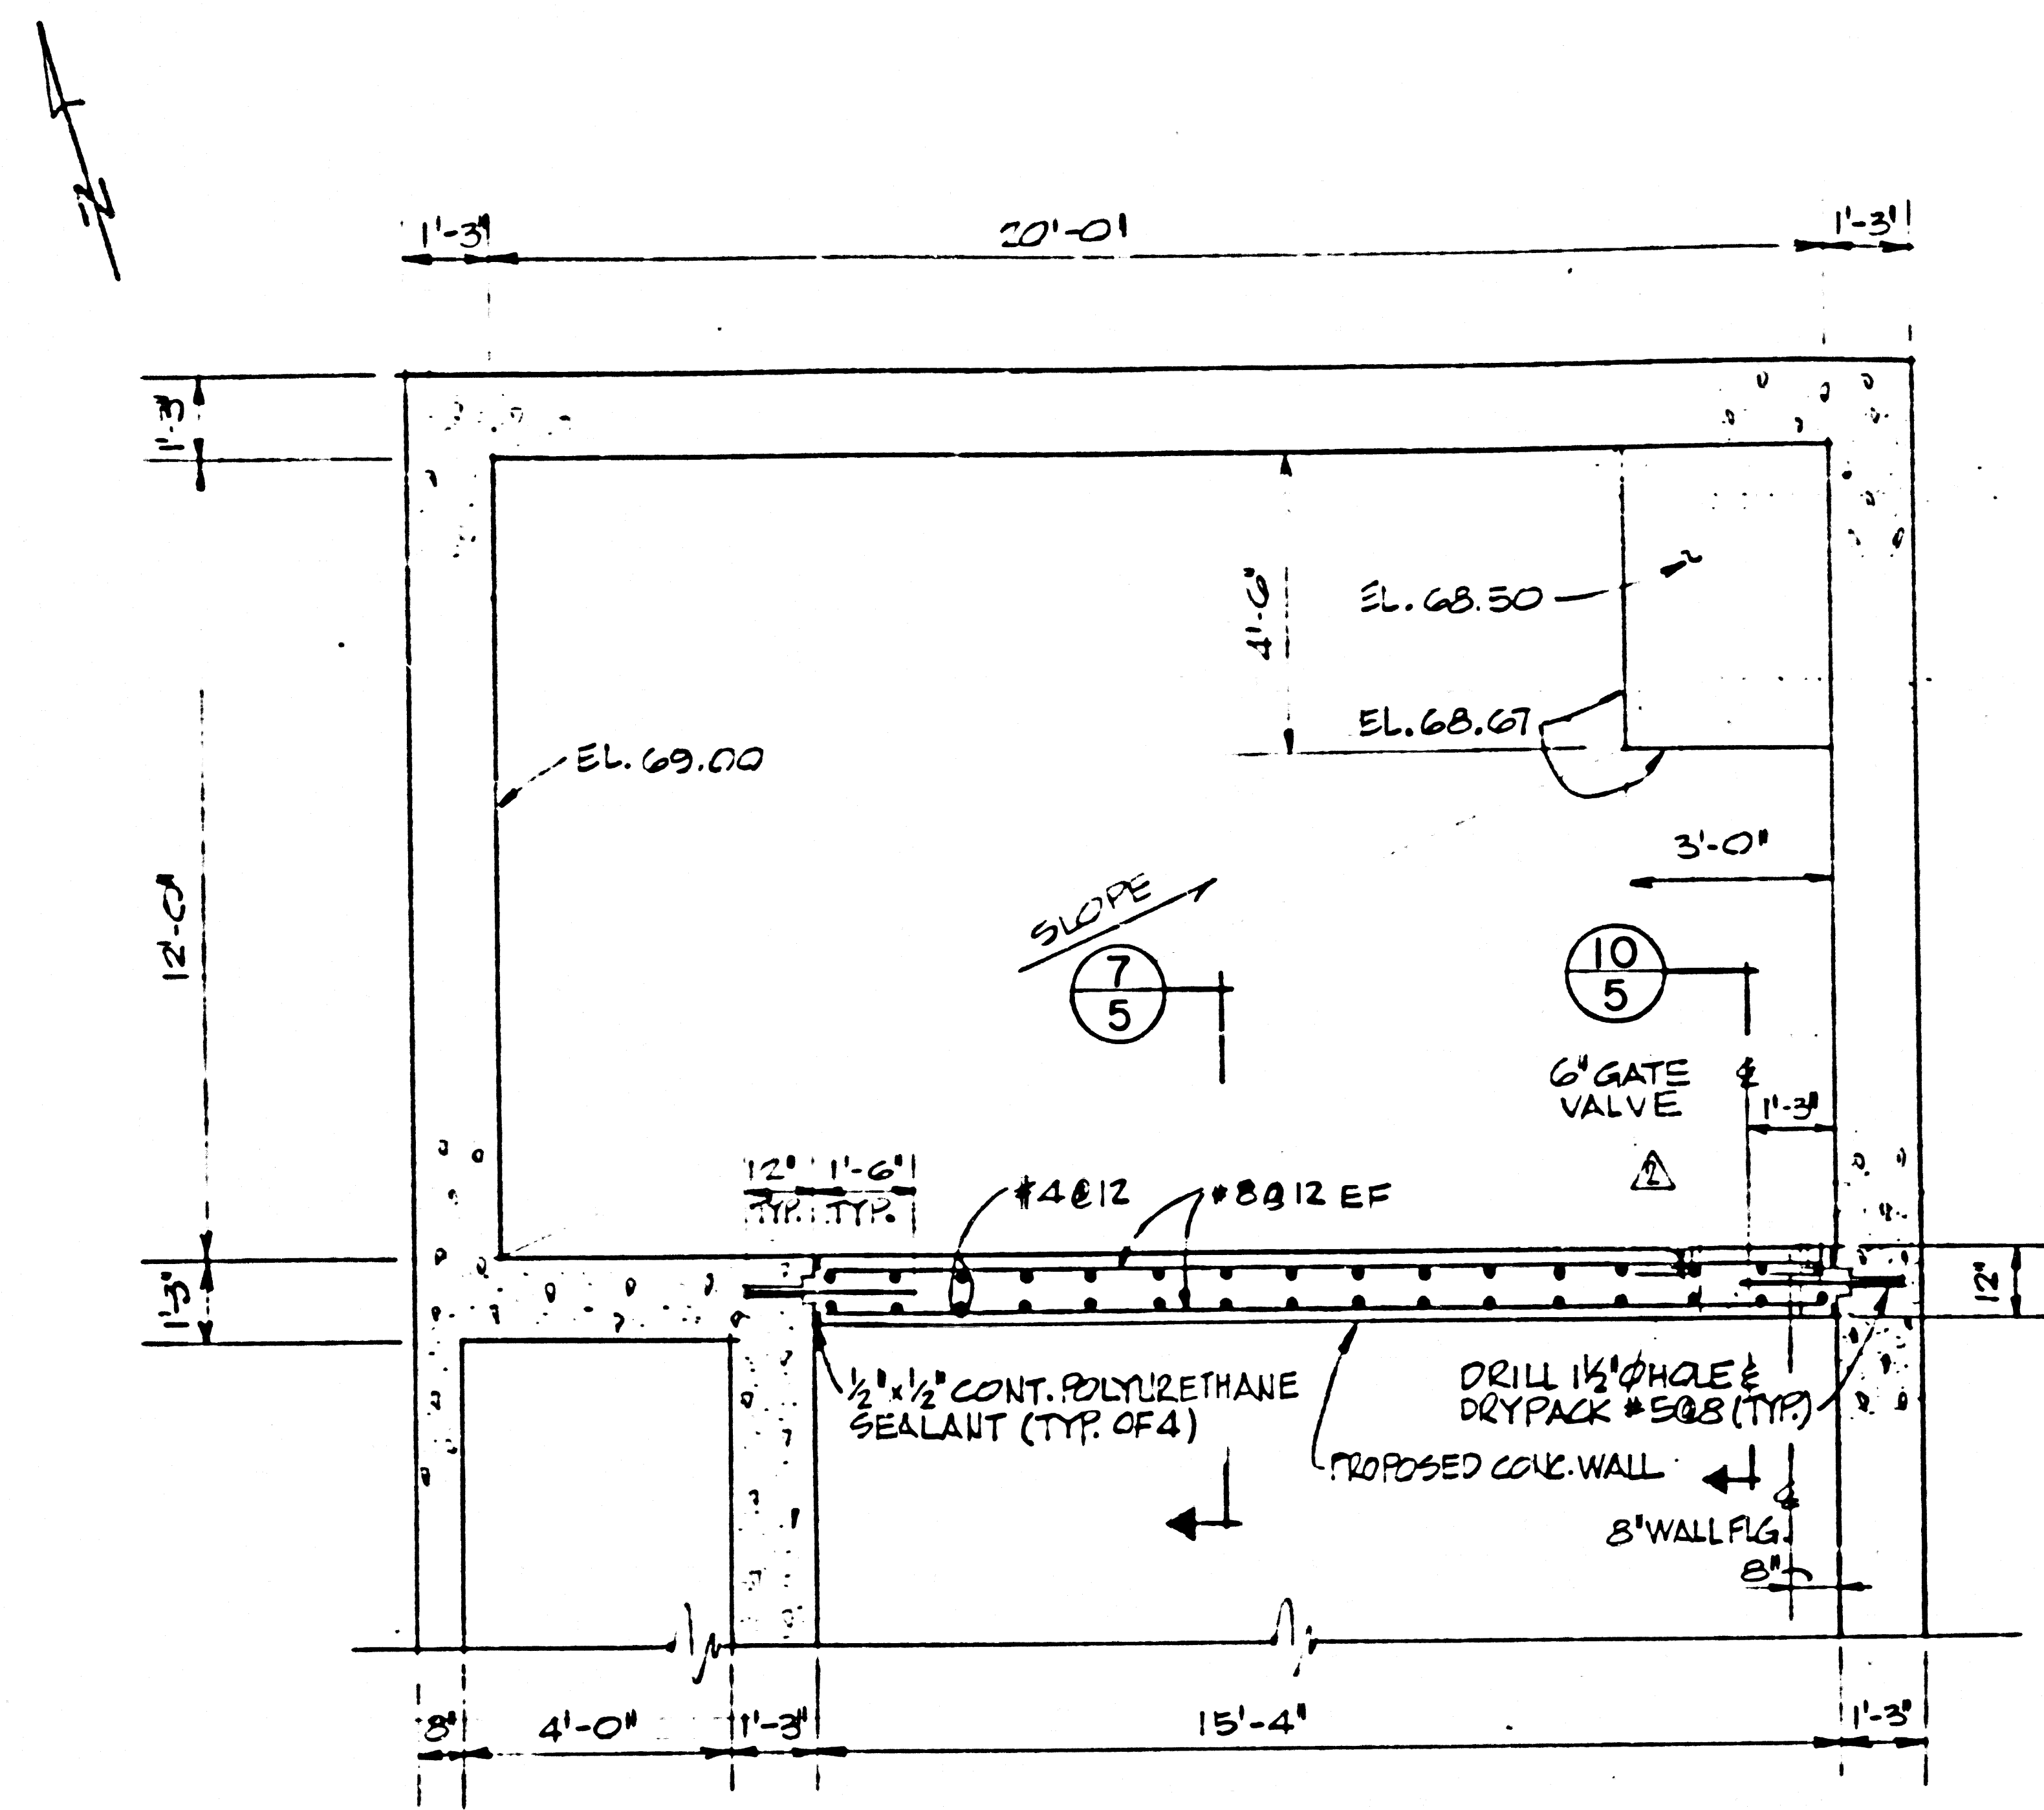 N
1'-3"
20'-0"
1'-3"
1'-3"
4'-6"
EL. 68.50
EL. 68.67
EL. 69.00
3'-0"
12'-0"
SLOPE
7
5
10
5
6" GATE
VALVE
℄
1'-3"
2
12"
1'-6"
TYP.
TYP.
#4@12
#8@12 EF
1'-3"
12"
1/2" x 1/2" CONT. POLYURETHANE
SEALANT (TYP. OF 4)
DRILL 1 1/2" Ø HOLE &
DRYPACK #5@8 (TYP.)
PROPOSED CONC. WALL
℄
8" WALL FLG.
8"
8"
4'-0"
1'-3"
15'-4"
1'-3"